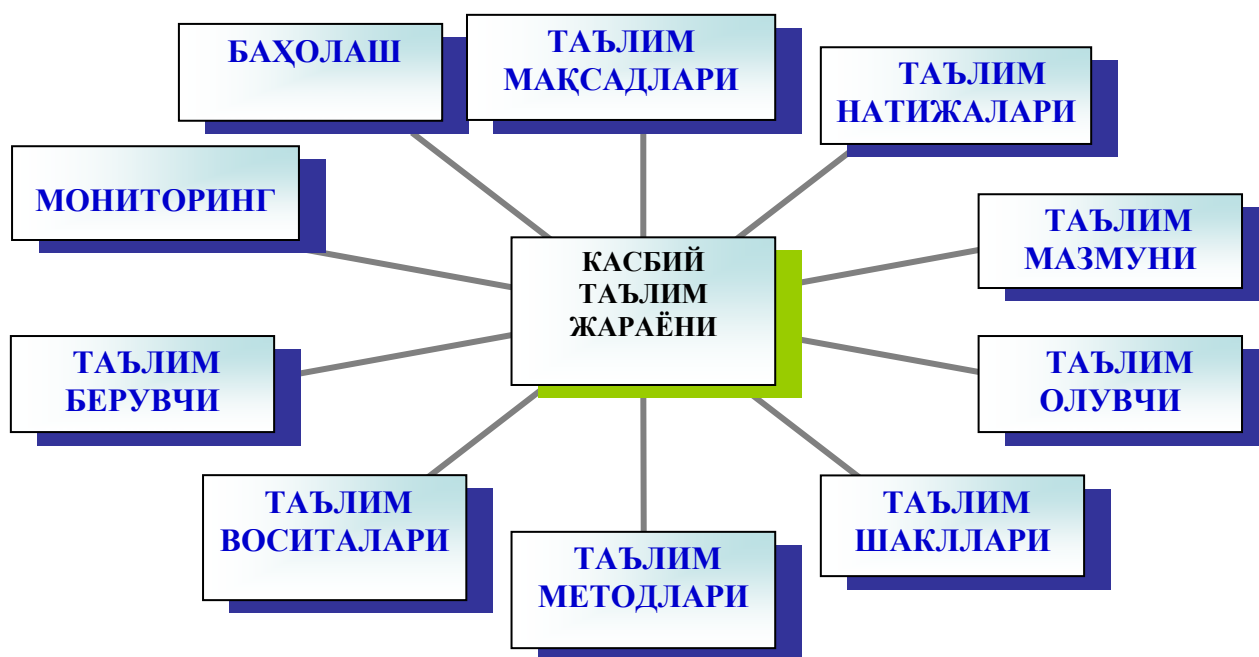 БАҲОЛАШ
ТАЪЛИМ
МАҚСАДЛАРИ
ТАЪЛИМ
НАТИЖАЛАРИ
МОНИТОРИНГ
ТАЪЛИМ
МАЗМУНИ
КАСБИЙ
ТАЪЛИМ
ЖАРАЁНИ
ТАЪЛИМ
БЕРУВЧИ
ТАЪЛИМ
ОЛУВЧИ
ТАЪЛИМ
ВОСИТАЛАРИ
ТАЪЛИМ
МЕТОДЛАРИ
ТАЪЛИМ
ШАКЛЛАРИ